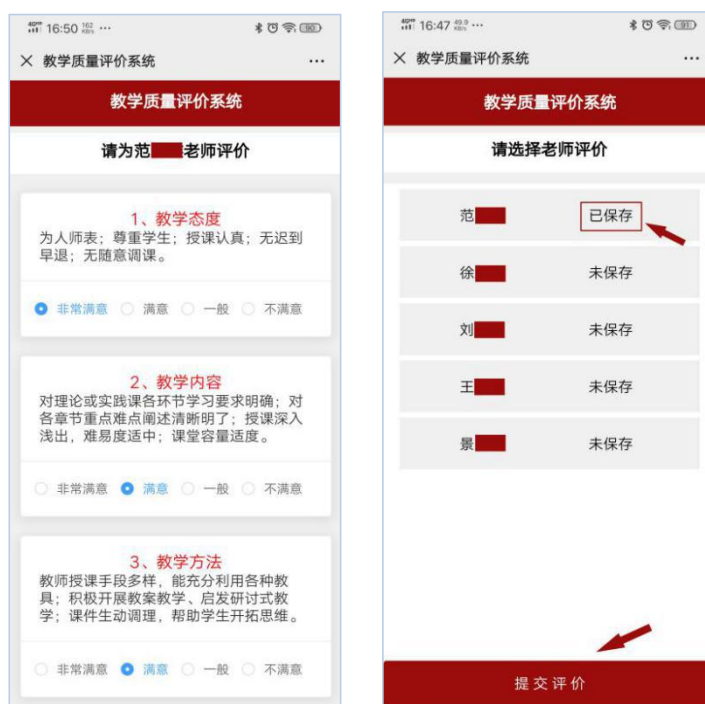 16:50
90
× 教学质量评价系统 ...
教学质量评价系统
请为范 老师评价
1、教学态度
为人师表；尊重学生；授课认真；无迟到
早退；无随意调课。
非常满意 满意 一般 不满意
2、教学内容
对理论或实践课各环节学习要求明确；对
各章节重点难点阐述清晰明了；授课深入
浅出，难易度适中；课堂容量适度。
非常满意 满意 一般 不满意
3、教学方法
教师授课手段多样，能充分利用各种教
具；积极开展教案教学、启发研讨式教
学；课件生动调理，帮助学生开拓思维。
非常满意 满意 一般 不满意
16:47
91
× 教学质量评价系统 ...
教学质量评价系统
请选择老师评价
范 已保存
徐 未保存
刘 未保存
王 未保存
景 未保存
提交评价